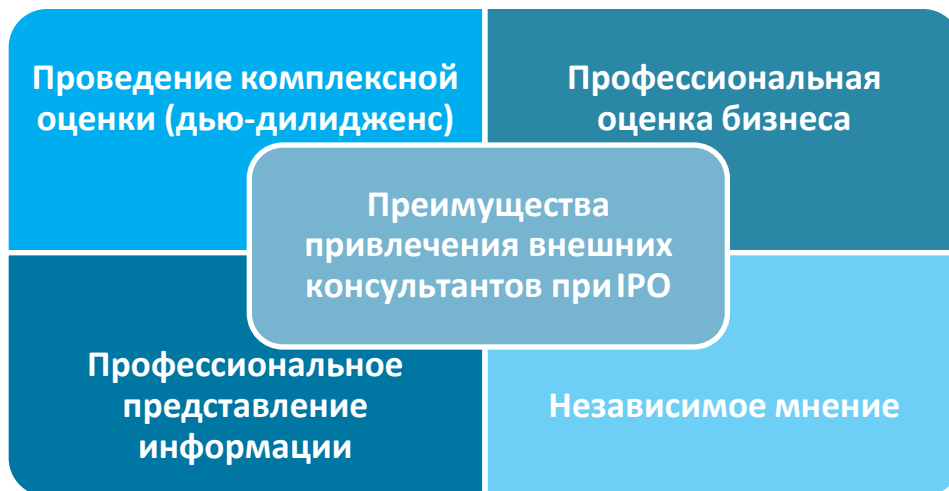 Проведение комплексной
оценки (дью-дилидженс)
Профессиональная
оценка бизнеса
Преимущества
привлечения внешних
консультантов при IPO
Профессиональное
представление
информации
Независимое мнение